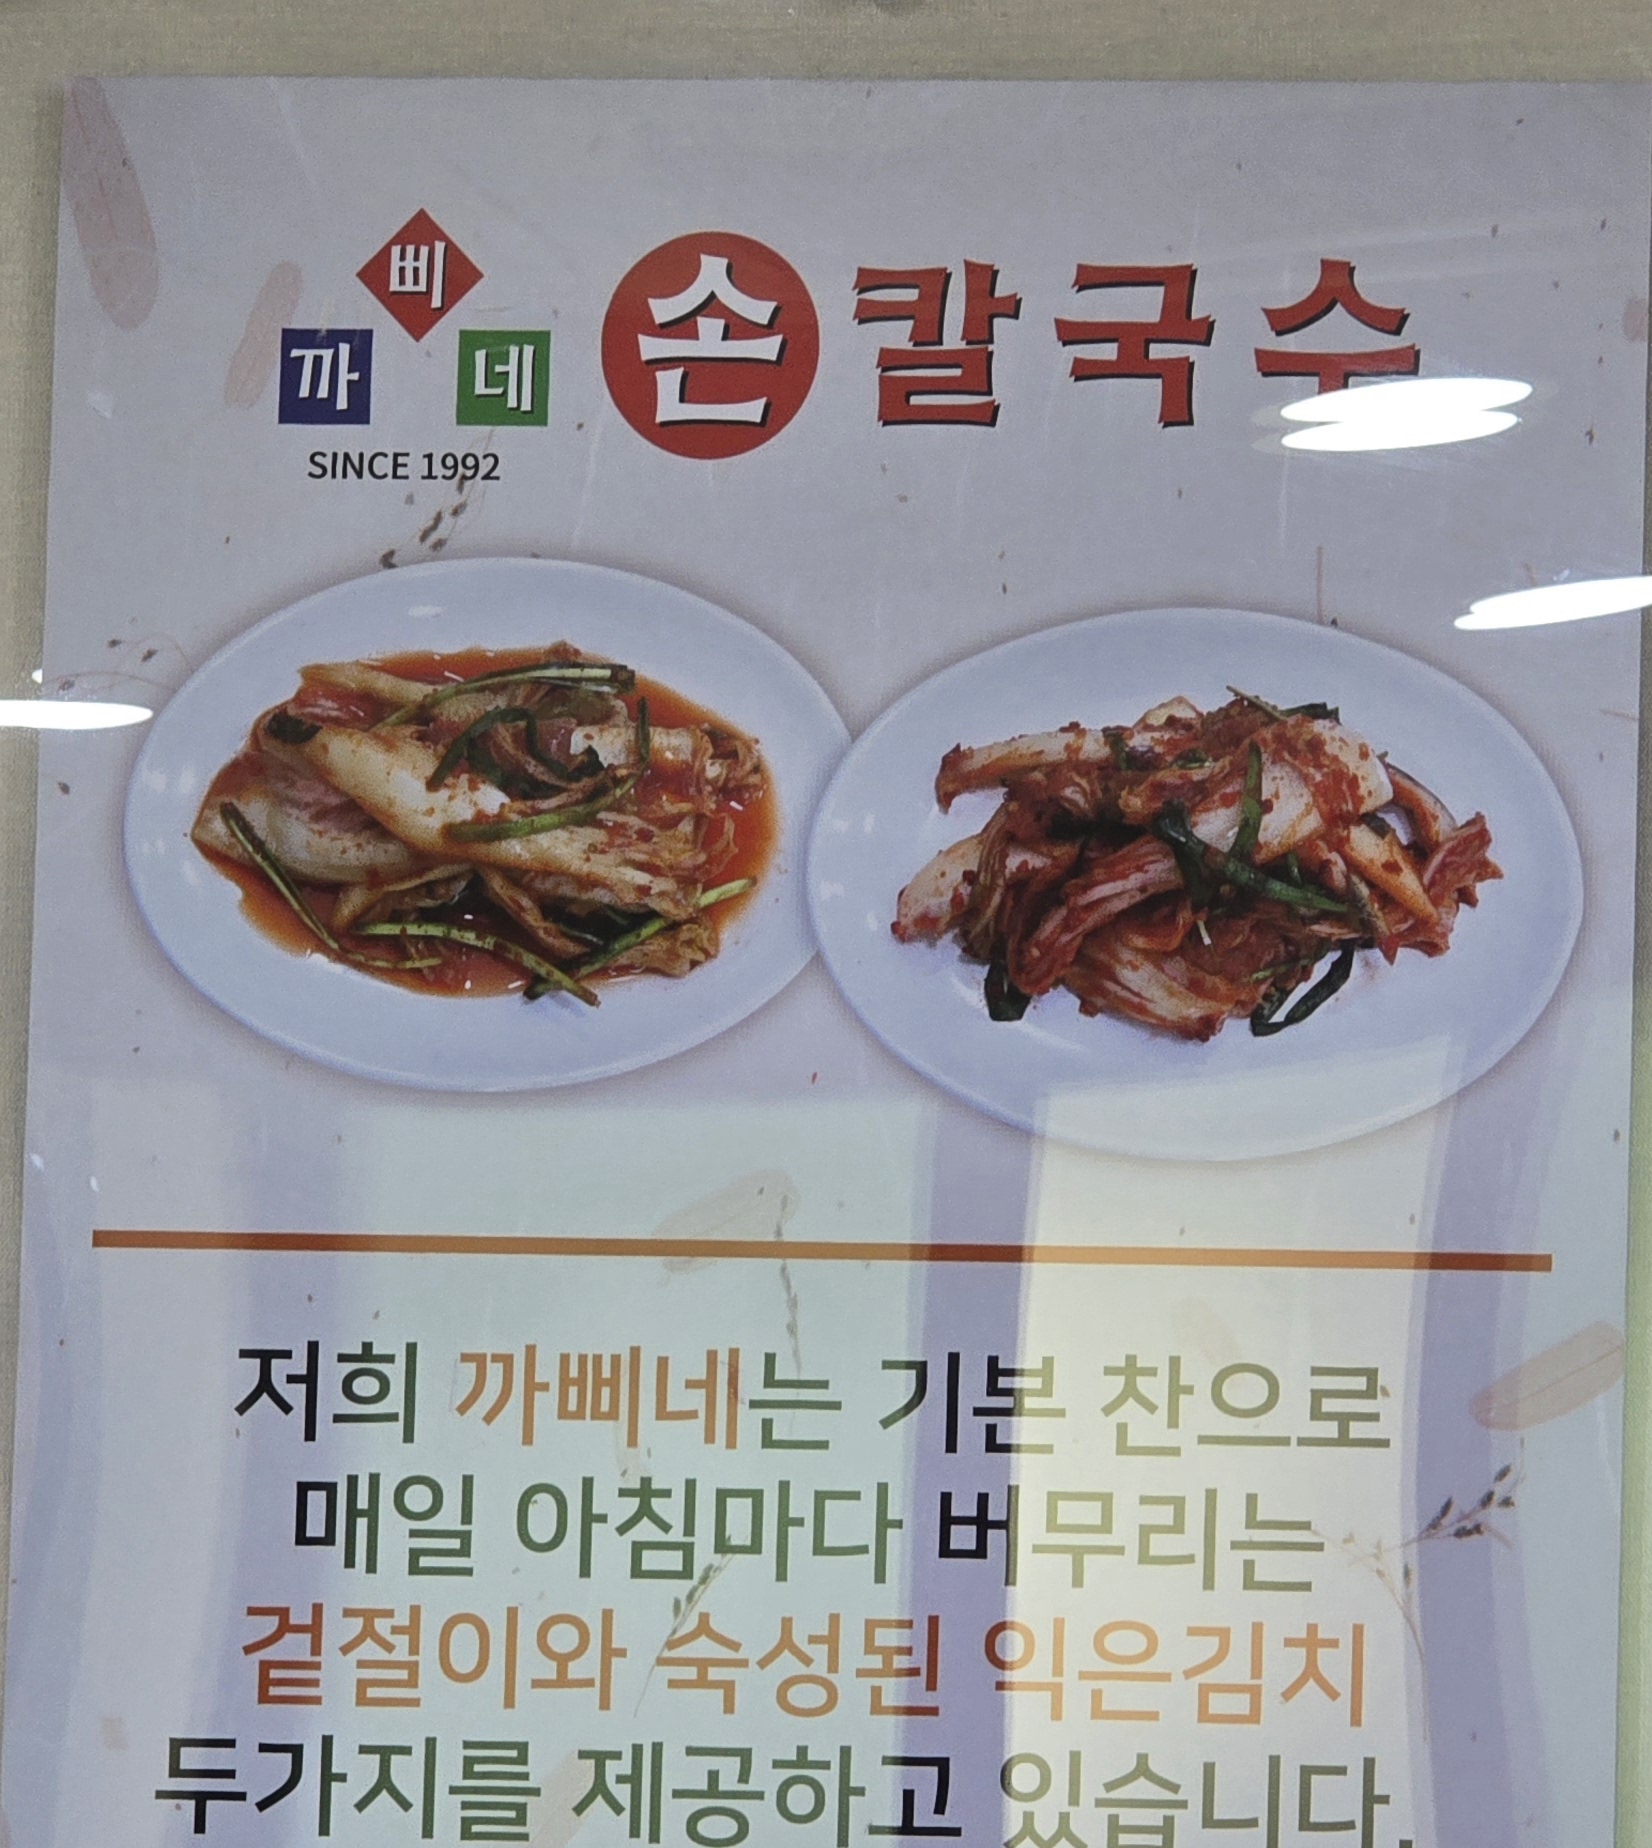 까삐네 손칼국수
SINCE 1992
저희 까삐네는 기본 찬으로
매일 아침마다 버무리는
겉절이와 숙성된 익은김치
두가지를 제공하고 있습니다.